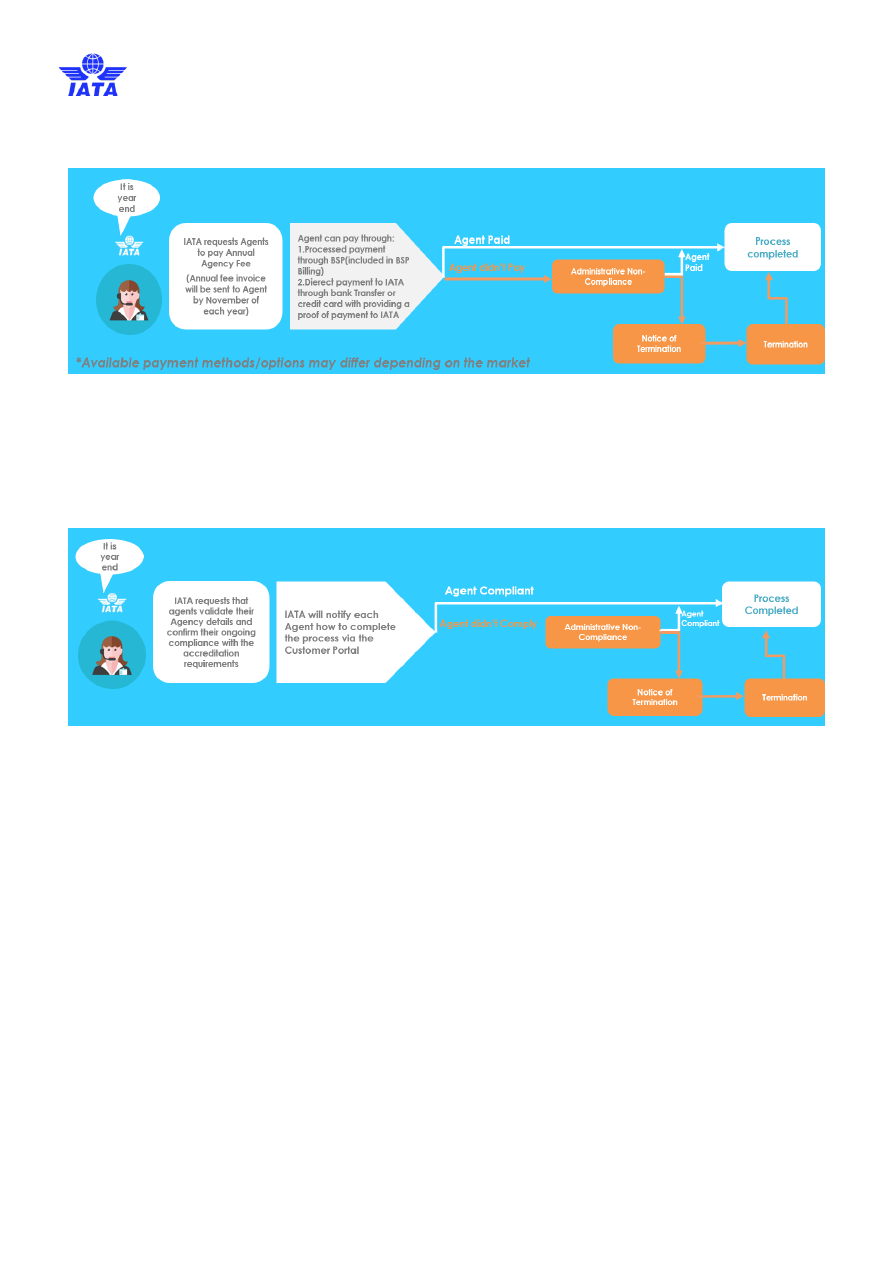 IATA
It is
year
end
IATA
IATA requests Agents
to pay Annual
Agency Fee
(Annual fee invoice
will be sent to Agent
by November of
each year)
Agent can pay through:
1.Processed payment
through BSP(included in BSP
Billing)
2.Dierect payment to IATA
through bank Transfer or
credit card with providing a
proof of payment to IATA
Agent Paid
Agent didn't Pay
Administrative Non-
Compliance
Agent
Paid
Process
completed
Notice of
Termination
Termination
*Available payment methods/options may differ depending on the market
It is
year
end
IATA
IATA requests that
agents validate their
Agency details and
confirm their ongoing
compliance with the
accreditation
requirements
IATA will notify each
Agent how to complete
the process via the
Customer Portal
Agent Compliant
Agent didn't Comply
Administrative Non-
Compliance
Agent
Compliant
Process
Completed
Notice of
Termination
Termination